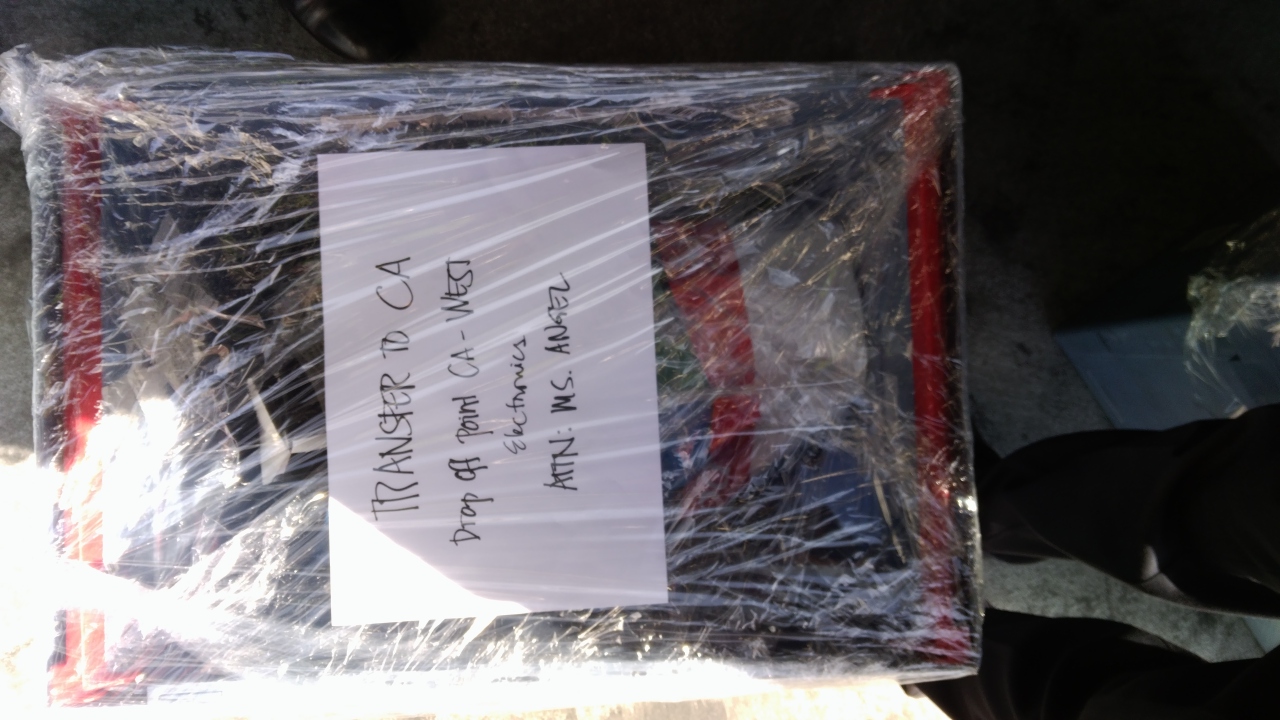 TRANSFER TO CA
Drop off point CA - WEST
Electronics
ATTN: MS. ANGEL